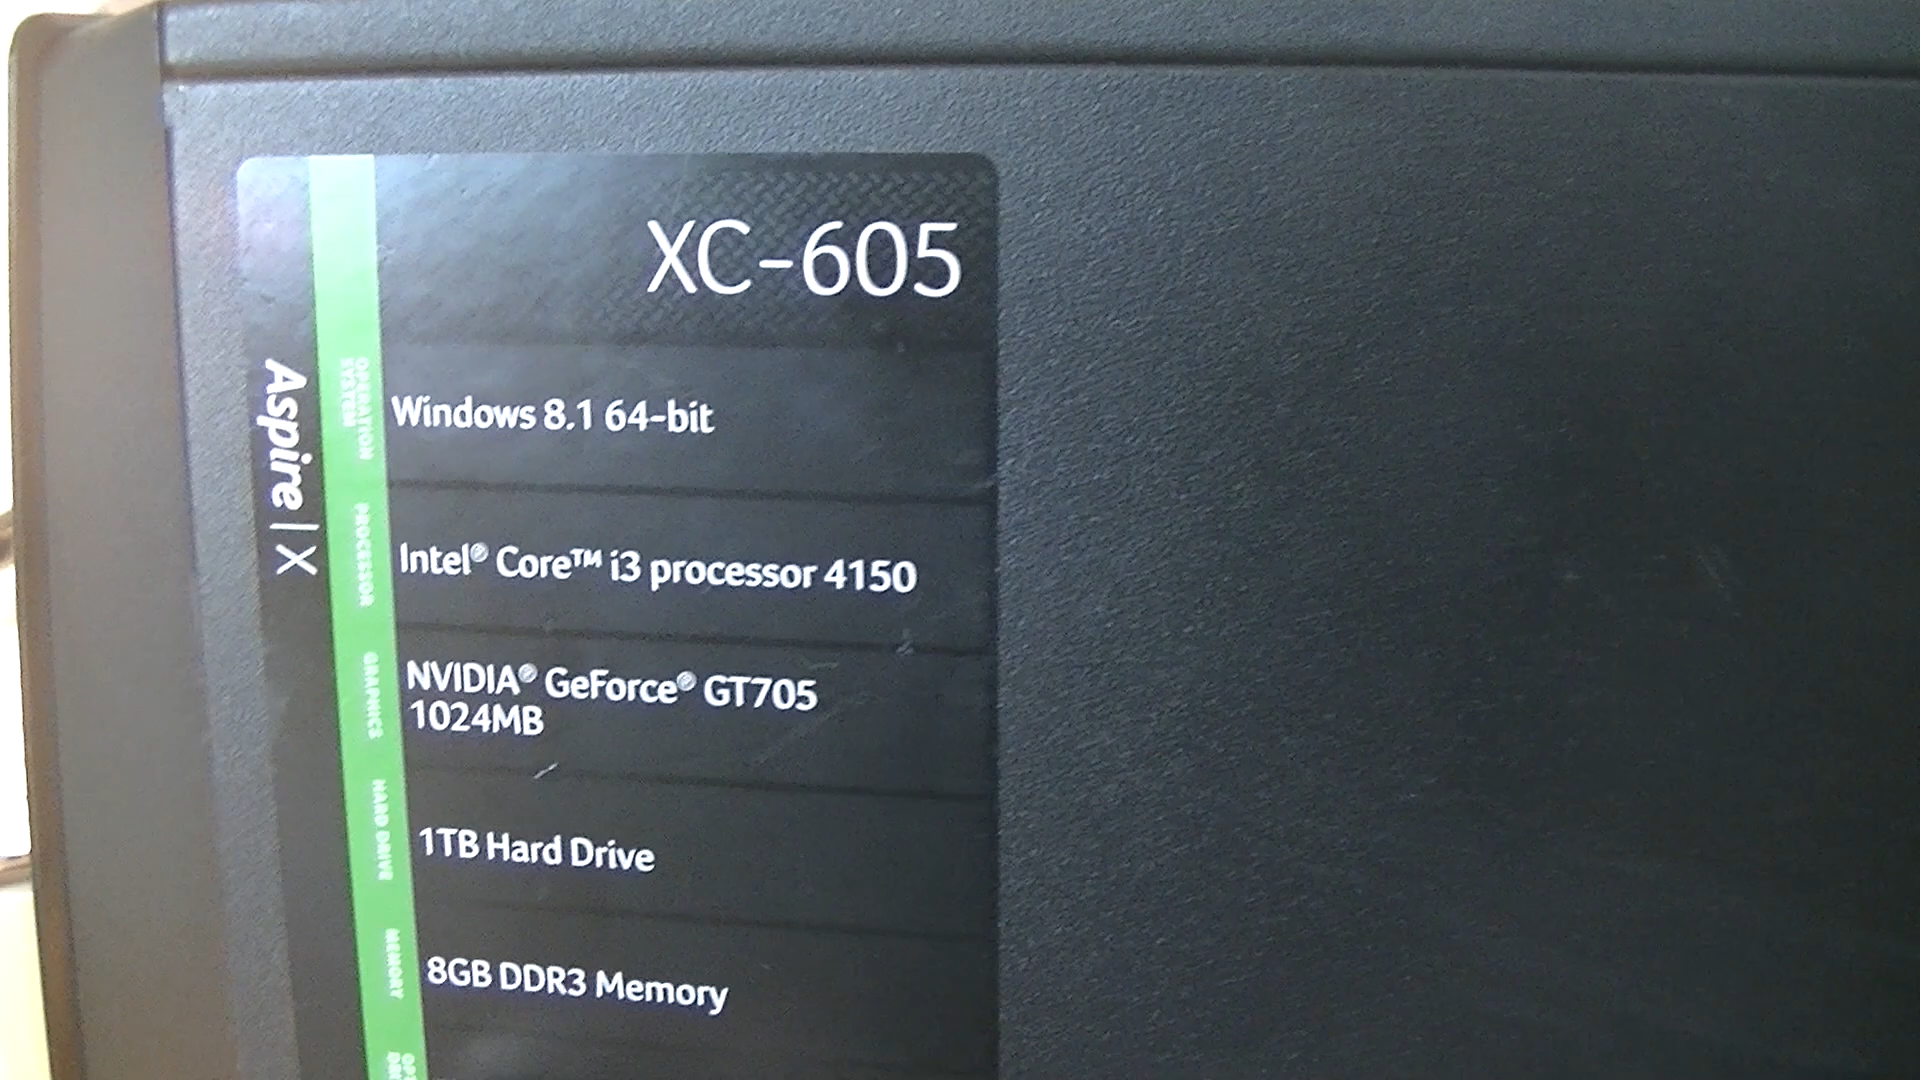 XC-605
Aspire | X
OPERATION
SYSTEM
Windows 8.1 64-bit
PROCESSOR
Intel® Core™ i3 processor 4150
GRAPHICS
NVIDIA® GeForce® GT705
1024MB
HARD DRIVE
1TB Hard Drive
MEMORY
8GB DDR3 Memory